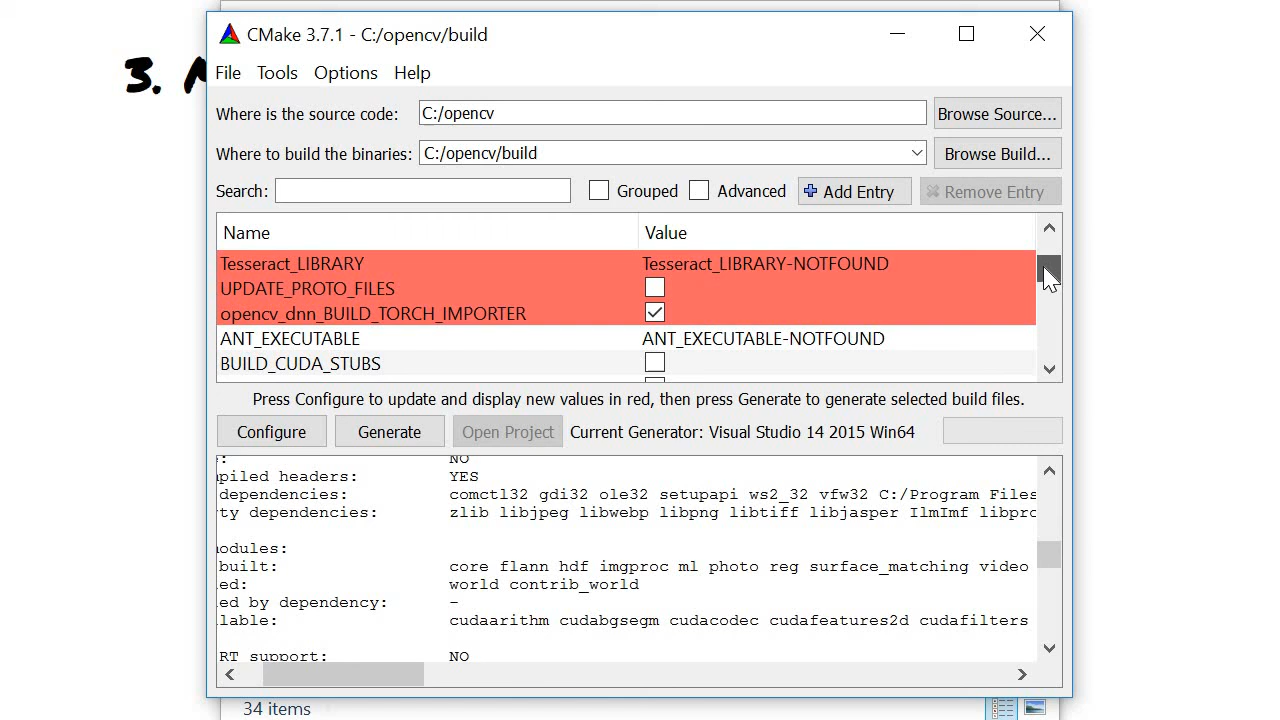 CMake 3.7.1 - C:/opencv/build
3.
File Tools Options Help
Where is the source code: C:/opencv Browse Source...
Where to build the binaries: C:/opencv/build Browse Build...
Search: Grouped Advanced Add Entry Remove Entry
Name Value
Tesseract_LIBRARY Tesseract_LIBRARY-NOTFOUND
UPDATE_PROTO_FILES
opencv_dnn_BUILD_TORCH_IMPORTER
ANT_EXECUTABLE ANT_EXECUTABLE-NOTFOUND
BUILD_CUDA_STUBS
Press Configure to update and display new values in red, then press Generate to generate selected build files.
Configure Generate Open Project Current Generator: Visual Studio 14 2015 Win64
: NO
piled headers: YES
dependencies: comctl32 gdi32 ole32 setupapi ws2_32 vfw32 C:/Program Files
ty dependencies: zlib libjpeg libwebp libpng libtiff libjasper IlmImf libprc
odules:
built: core flann hdf imgproc ml photo reg surface_matching video
ed: world contrib_world
ed by dependency: -
lable: cudaarithm cudabgsegm cudacodec cudafeatures2d cudafilters
RT support: NO
34 items